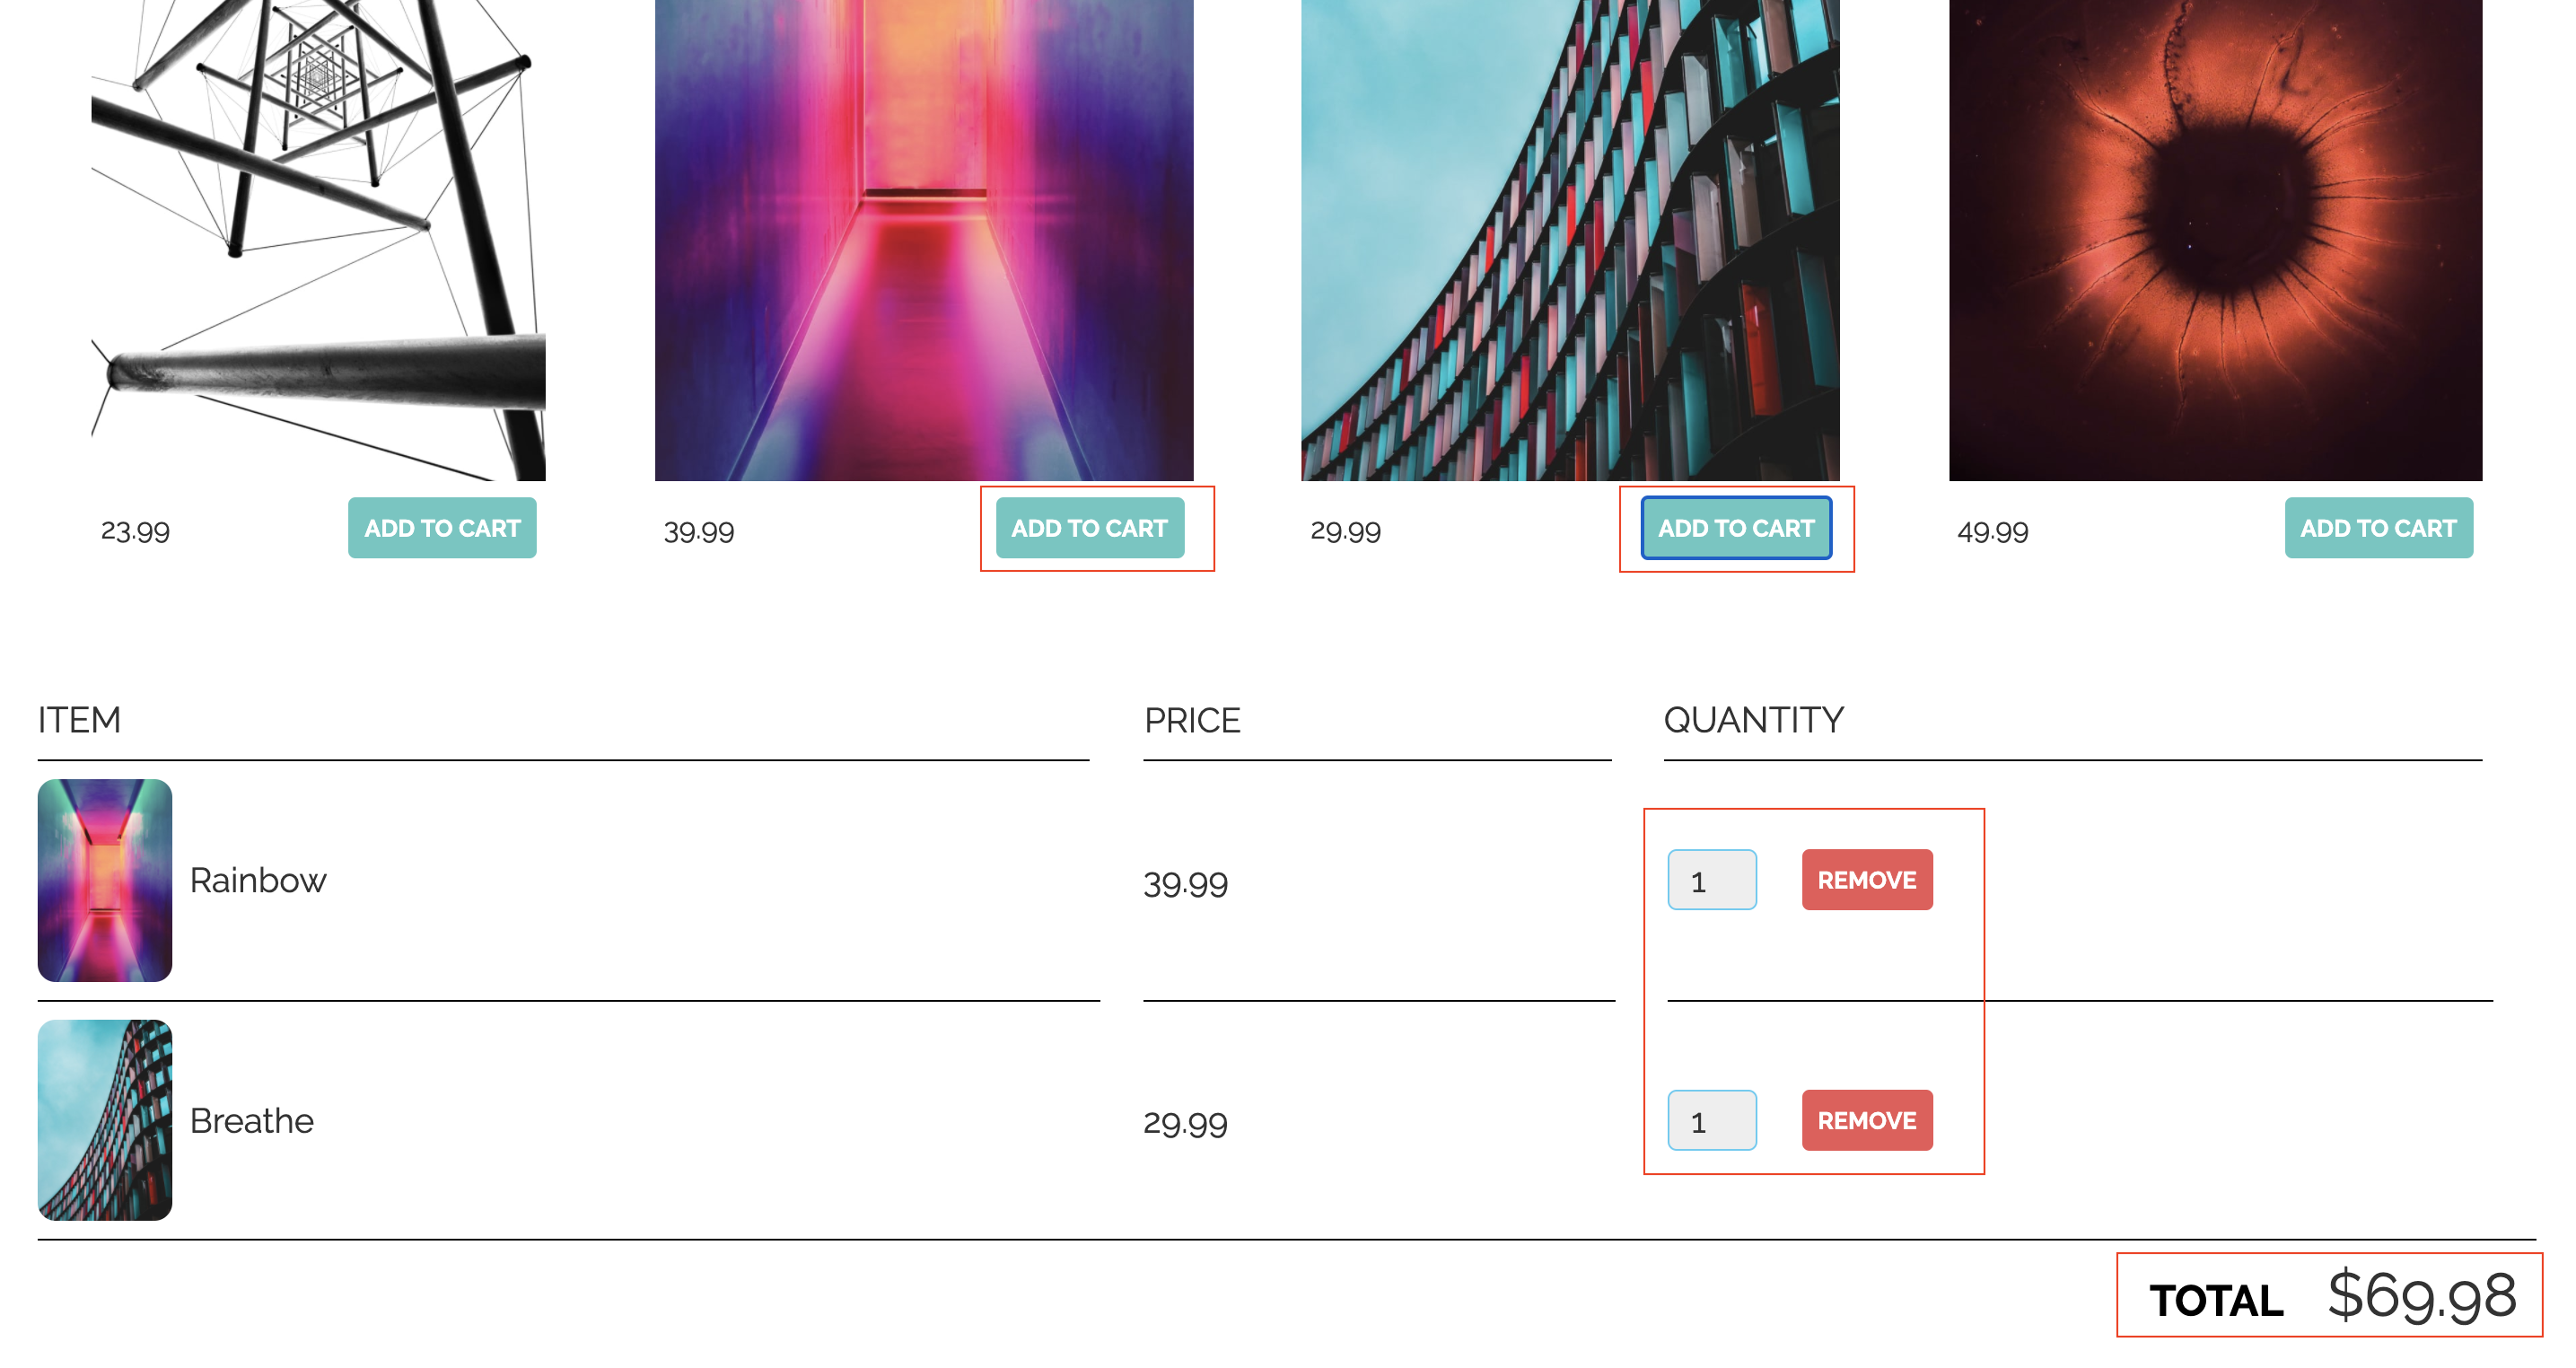 23.99 ADD TO CART 39.99 ADD TO CART 29.99 ADD TO CART 49.99 ADD TO CART
ITEM PRICE QUANTITY
Rainbow 39.99 1 REMOVE
Breathe 29.99 1 REMOVE
TOTAL $69.98